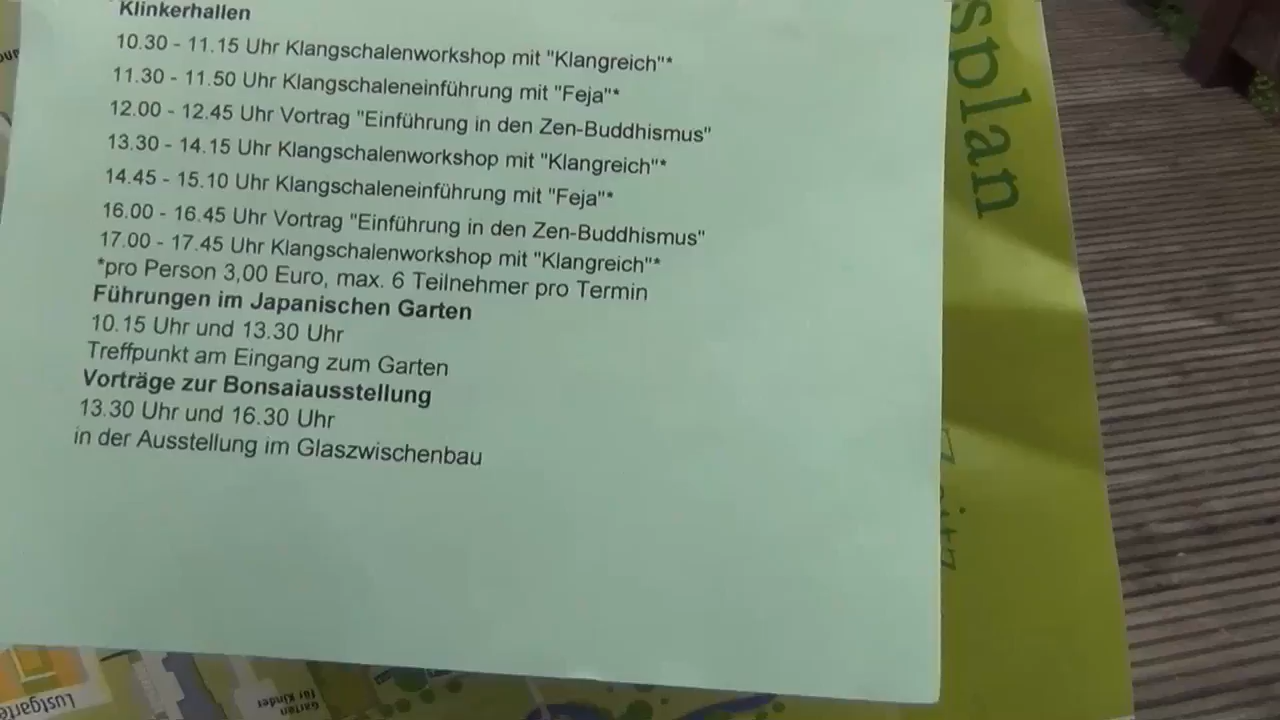 Klinkerhallen
10.30 - 11.15 Uhr Klangschalenworkshop mit "Klangreich"*
11.30 - 11.50 Uhr Klangschaleneinführung mit "Feja"*
12.00 - 12.45 Uhr Vortrag "Einführung in den Zen-Buddhismus"
13.30 - 14.15 Uhr Klangschalenworkshop mit "Klangreich"*
14.45 - 15.10 Uhr Klangschaleneinführung mit "Feja"*
16.00 - 16.45 Uhr Vortrag "Einführung in den Zen-Buddhismus"
17.00 - 17.45 Uhr Klangschalenworkshop mit "Klangreich"*
*pro Person 3,00 Euro, max. 6 Teilnehmer pro Termin
Führungen im Japanischen Garten
10.15 Uhr und 13.30 Uhr
Treffpunkt am Eingang zum Garten
Vorträge zur Bonsaiausstellung
13.30 Uhr und 16.30 Uhr
in der Ausstellung im Glaszwischenbau
splan
Zeitz
Lustgarte
Garten
für Kinder